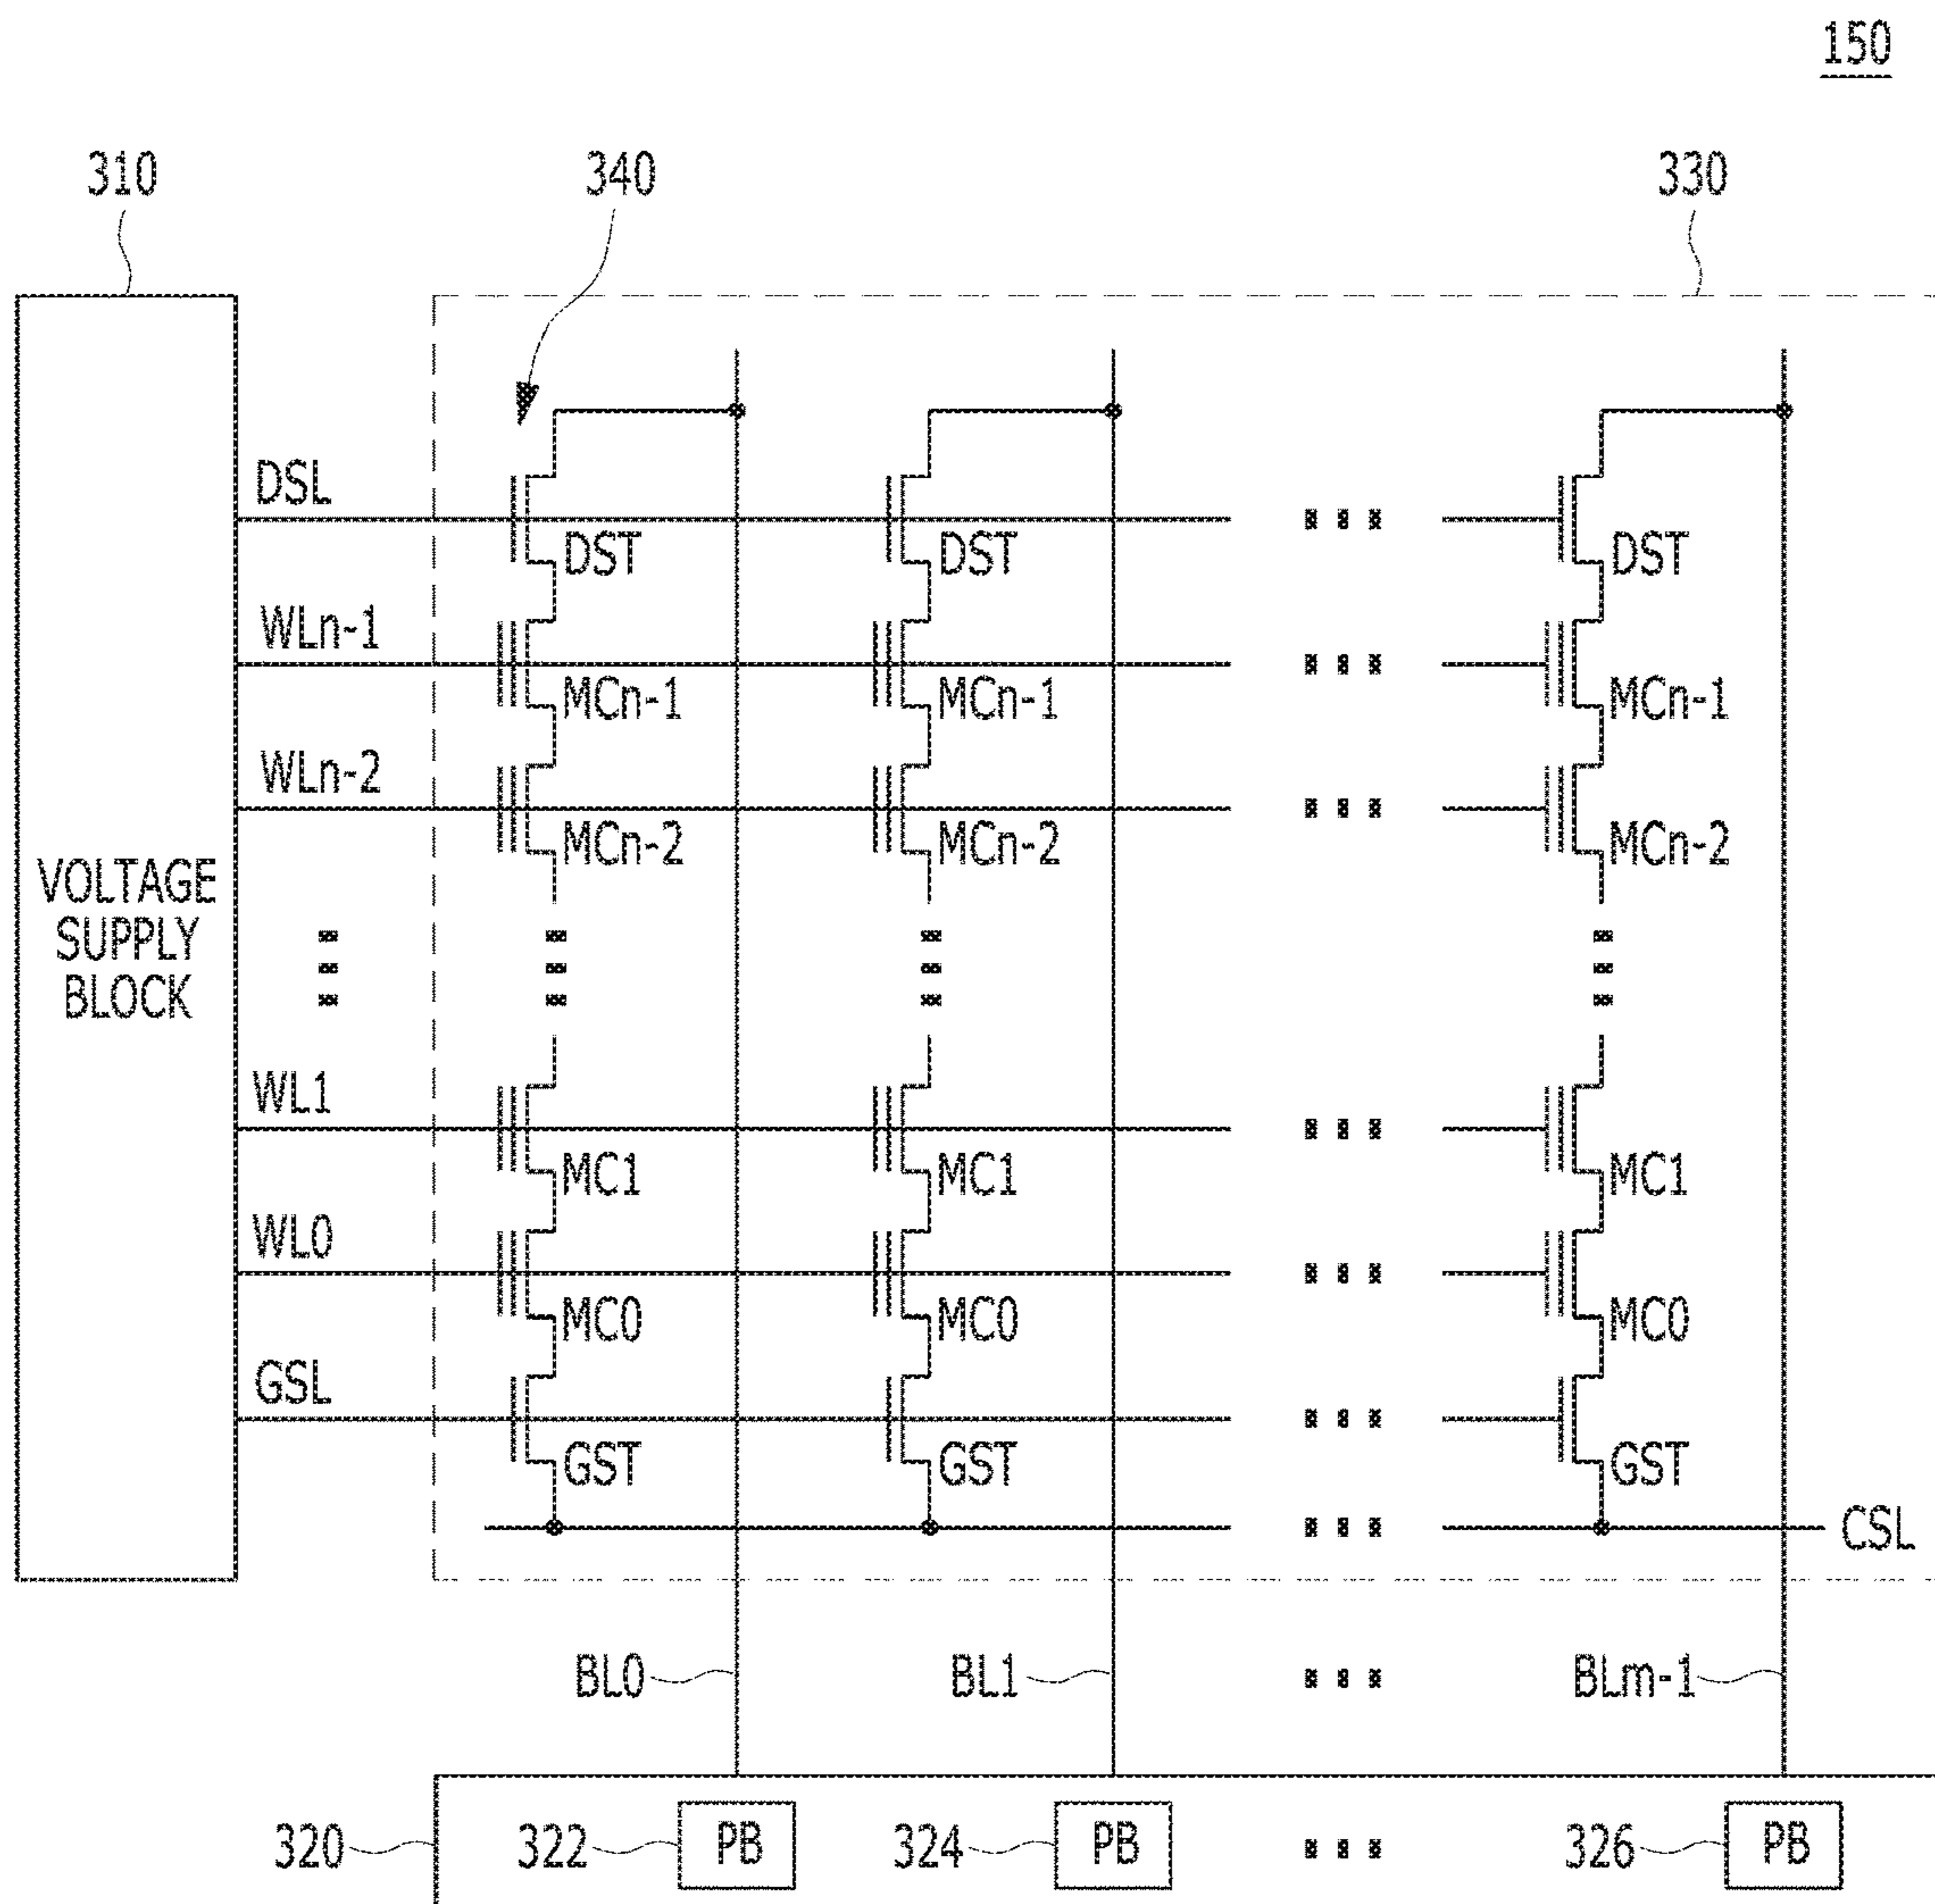 150
310
340
330
DSL
DST DST DST
WLn-1
MCn-1 MCn-1 MCn-1
WLn-2
MCn-2 MCn-2 MCn-2
VOLTAGE
SUPPLY
BLOCK
WL1
MC1 MC1 MC1
WL0
MC0 MC0 MC0
GSL
GST GST GST
CSL
BL0 BL1 BLm-1
320 322 PB 324 PB 326 PB